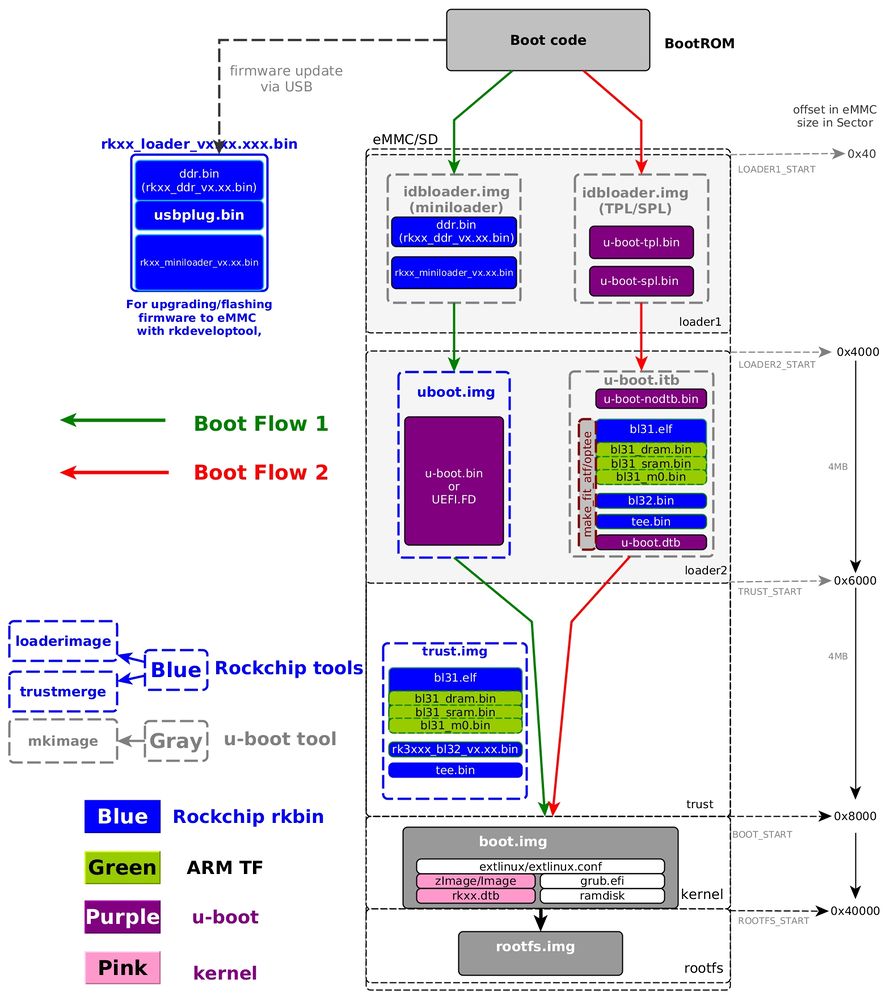 Boot code
BootROM
firmware update
via USB
offset in eMMC
size in Sector
eMMC/SD
rkxx_loader_vx.xx.xxx.bin
0x40
LOADER1_START
ddr.bin
(rkxx_ddr_vx.xx.bin)
usbplug.bin
rkxx_miniloader_vx.xx.bin
For upgrading/flashing
firmware to eMMC
with rkdeveloptool,
idbloader.img
(miniloader)
ddr.bin
(rkxx_ddr_vx.xx.bin)
rkxx_miniloader_vx.xx.bin
idbloader.img
(TPL/SPL)
u-boot-tpl.bin
u-boot-spl.bin
loader1
0x4000
LOADER2_START
uboot.img
u-boot.bin
or
UEFI.FD
u-boot.itb
u-boot-nodtb.bin
make_fit_atf/optee
bl31.elf
bl31_dram.bin
bl31_sram.bin
bl31_m0.bin
bl32.bin
tee.bin
u-boot.dtb
loader2
4MB
Boot Flow 1
Boot Flow 2
0x6000
TRUST_START
4MB
trust.img
bl31.elf
bl31_dram.bin
bl31_sram.bin
bl31_m0.bin
rk3xxx_bl32_vx.xx.bin
tee.bin
trust
loaderimage
trustmerge
Blue
Rockchip tools
mkimage
Gray
u-boot tool
0x8000
BOOT_START
boot.img
extlinux/extlinux.conf
zImage/Image
grub.efi
rkxx.dtb
ramdisk
kernel
0x40000
ROOTFS_START
rootfs.img
rootfs
Blue
Rockchip rkbin
Green
ARM TF
Purple
u-boot
Pink
kernel